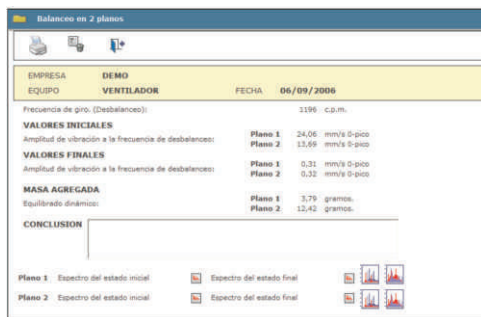 Balanceo en 2 planos
EMPRESA DEMO
EQUIPO VENTILADOR FECHA 06/09/2006
Frecuencia de giro. (Desbalanceo): 1196 c.p.m.
VALORES INICIALES
Amplitud de vibración a la frecuencia de desbalanceo: Plano 1 24,06 mm/s 0-pico
Plano 2 13,69 mm/s 0-pico
VALORES FINALES
Amplitud de vibración a la frecuencia de desbalanceo: Plano 1 0,31 mm/s 0-pico
Plano 2 0,32 mm/s 0-pico
MASA AGREGADA
Equilibrado dinámico: Plano 1 3,79 gramos.
Plano 2 12,42 gramos.
CONCLUSION
Plano 1 Espectro del estado inicial Espectro del estado final
Plano 2 Espectro del estado inicial Espectro del estado final